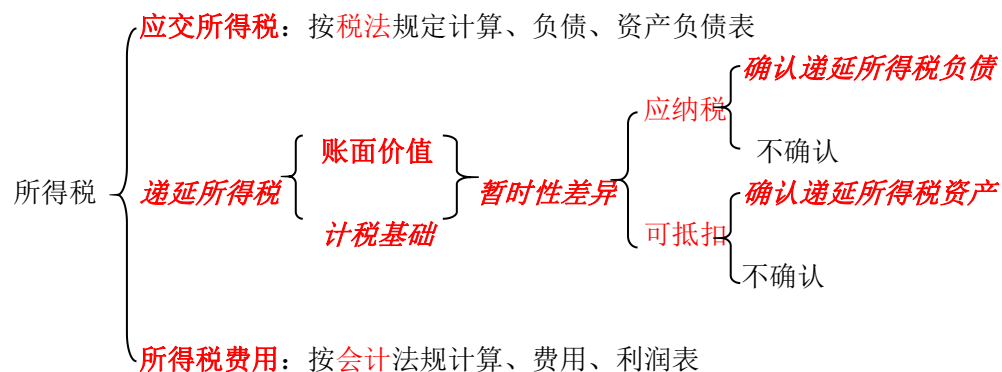 应交所得税：按税法规定计算、负债、资产负债表
确认递延所得税负债
应纳税
不确认
账面价值
所得税
递延所得税
暂时性差异
确认递延所得税资产
计税基础
可抵扣
不确认
所得税费用：按会计法规计算、费用、利润表